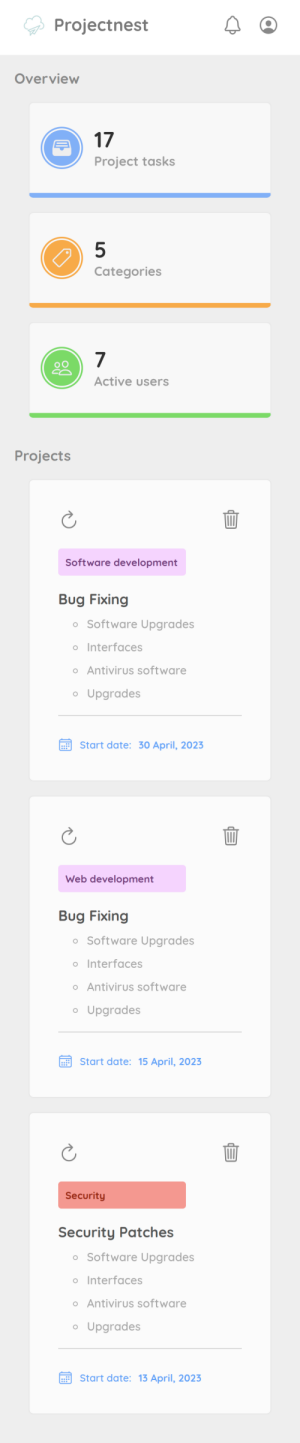 Projectnest
Overview
17
Project tasks
5
Categories
7
Active users
Projects
Software development
Bug Fixing
Software Upgrades
Interfaces
Antivirus software
Upgrades
Start date: 30 April, 2023
Web development
Bug Fixing
Software Upgrades
Interfaces
Antivirus software
Upgrades
Start date: 15 April, 2023
Security
Security Patches
Software Upgrades
Interfaces
Antivirus software
Upgrades
Start date: 13 April, 2023